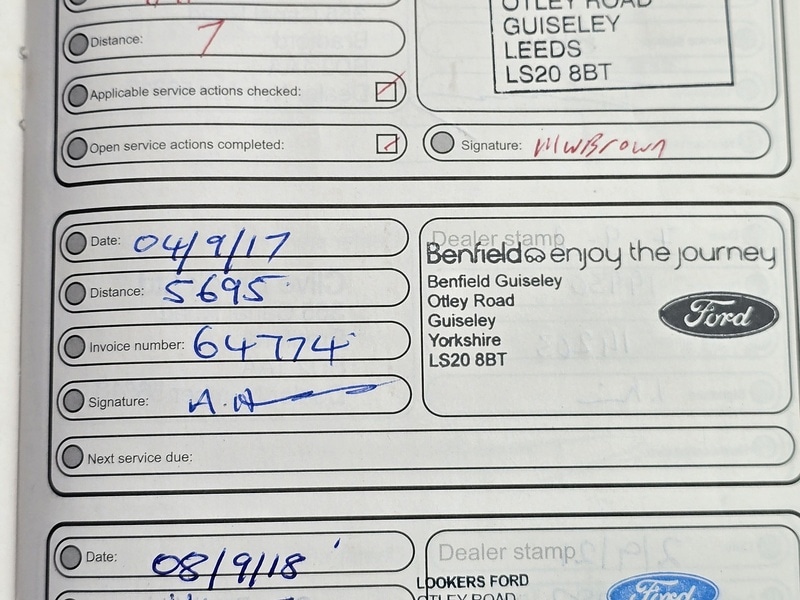 OTLEY ROAD
Distance: 7
GUISELEY
LEEDS
Applicable service actions checked:
LS20 8BT
Open service actions completed:
Signature: MWBrown
Date: 04/9/17
Dealer stamp
Benfield enjoy the journey
Distance: 5695
Benfield Guiseley
Otley Road
Guiseley
Yorkshire
LS20 8BT
Ford
Invoice number: 64774
Signature: A.A
Next service due:
Date: 08/9/18
Dealer stamp
LOOKERS FORD
OTLEY ROAD
Ford